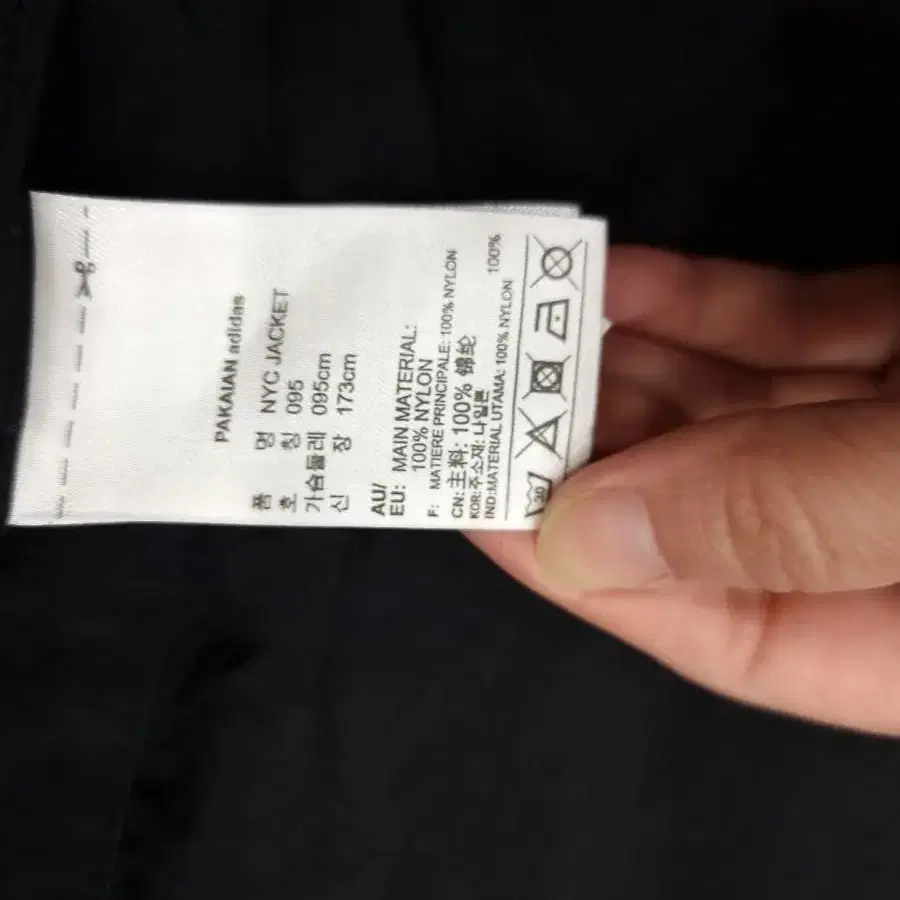 PAKAIAN adidas
품 명 NYC JACKET
호 칭 095
가슴둘레 095cm
신 장 173cm
AU/
EU: MAIN MATERIAL:
100% NYLON
F: MATIERE PRINCIPALE: 100% NYLON
CN:主料: 100% 锦纶
KOR:주소재: 나일론 100%
IND:MATERIAL UTAMA: 100% NYLON
30